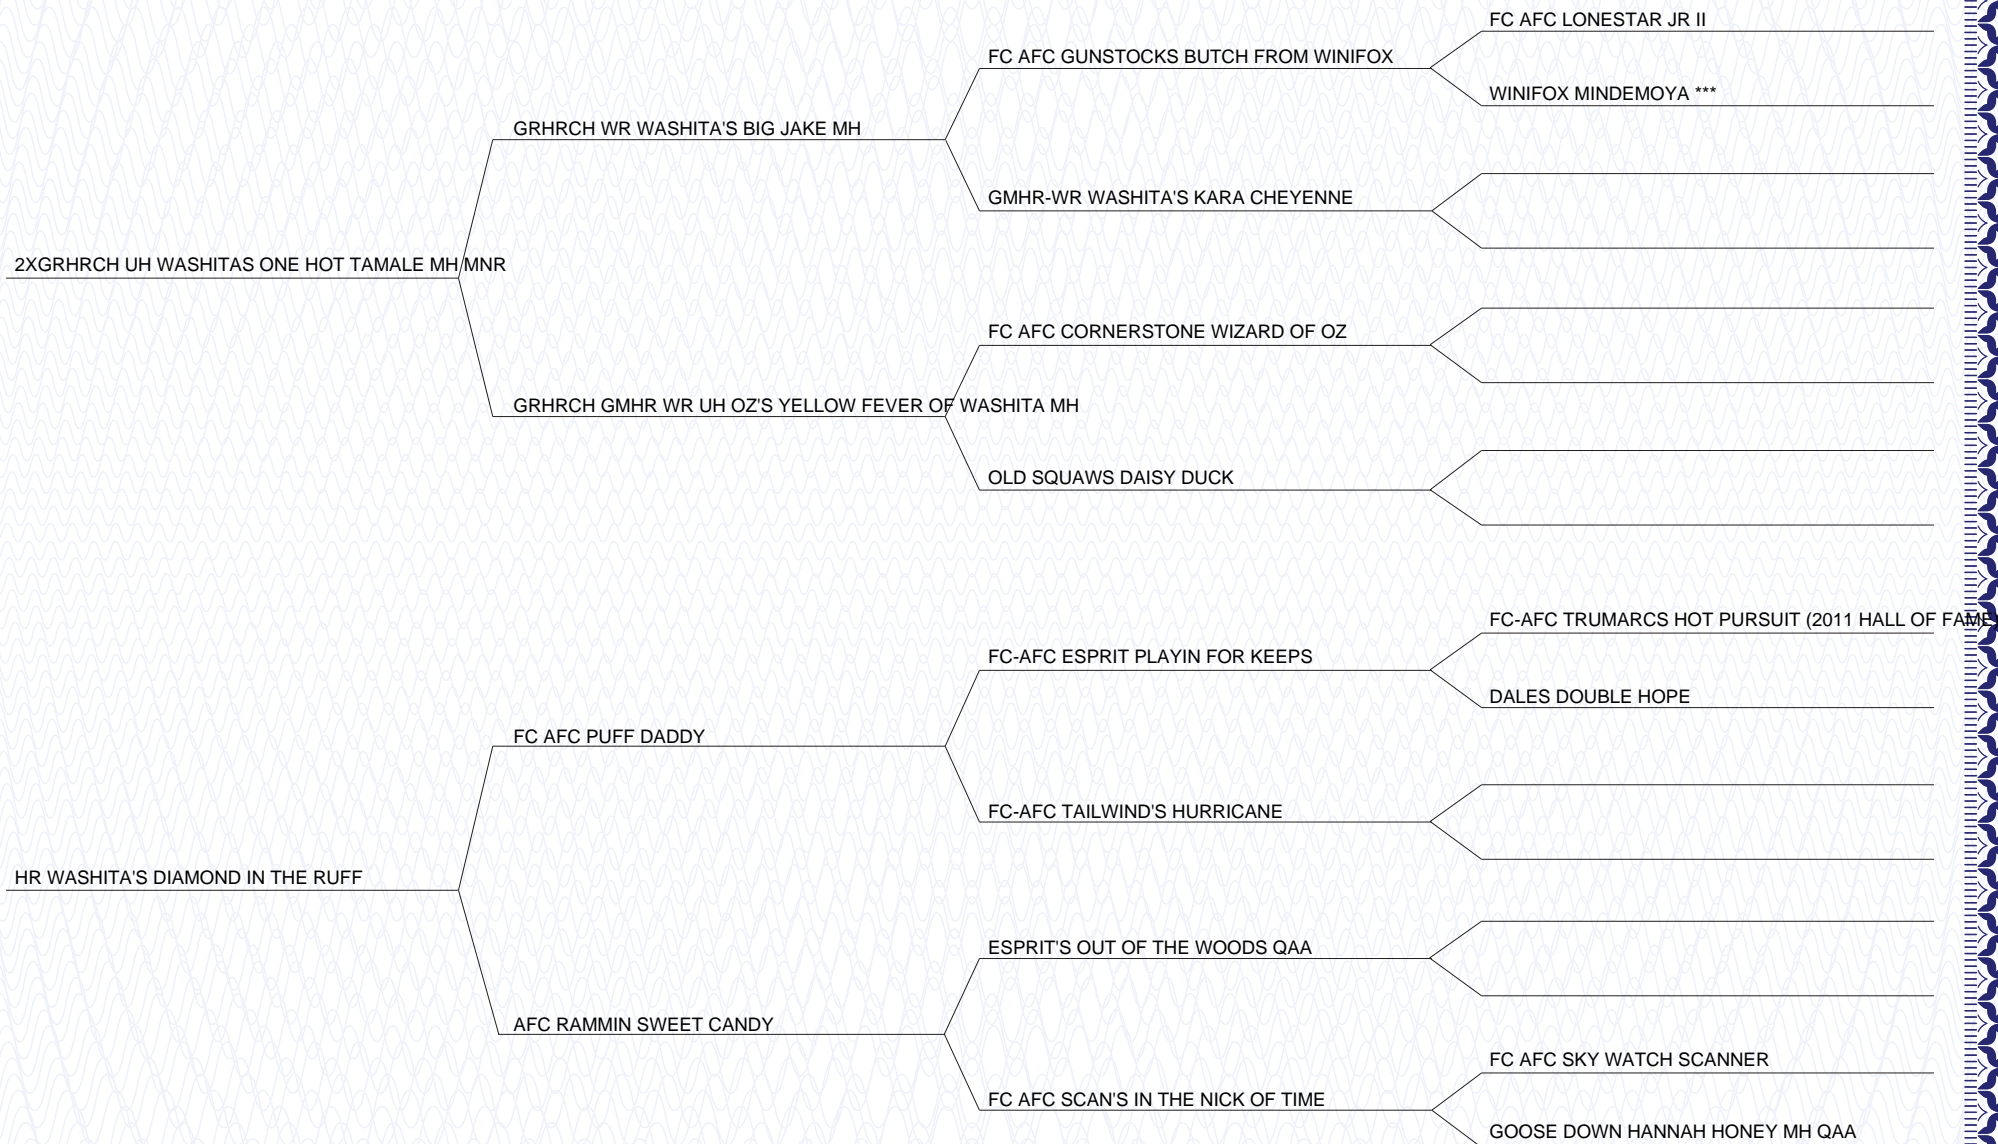 FC AFC LONESTAR JR II
FC AFC GUNSTOCKS BUTCH FROM WINIFOX
WINIFOX MINDEMOYA ***
GRHRCH WR WASHITA'S BIG JAKE MH
GMHR-WR WASHITA'S KARA CHEYENNE
2XGRHRCH UH WASHITAS ONE HOT TAMALE MH MNR
FC AFC CORNERSTONE WIZARD OF OZ
GRHRCH GMHR WR UH OZ'S YELLOW FEVER OF WASHITA MH
OLD SQUAWS DAISY DUCK
FC-AFC TRUMARCS HOT PURSUIT (2011 HALL OF FAME)
FC-AFC ESPRIT PLAYIN FOR KEEPS
DALES DOUBLE HOPE
FC AFC PUFF DADDY
FC-AFC TAILWIND'S HURRICANE
HR WASHITA'S DIAMOND IN THE RUFF
ESPRIT'S OUT OF THE WOODS QAA
AFC RAMMIN SWEET CANDY
FC AFC SKY WATCH SCANNER
FC AFC SCAN'S IN THE NICK OF TIME
GOOSE DOWN HANNAH HONEY MH QAA